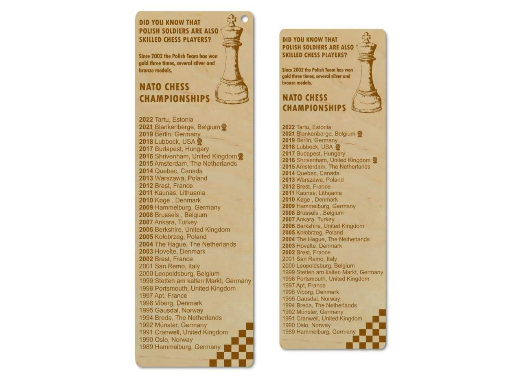 DID YOU KNOW THAT
POLISH SOLDIERS ARE ALSO
SKILLED CHESS PLAYERS?
Since 2002 the Polish Team has won
gold three times, several silver and
bronze medals.
NATO CHESS
CHAMPIONSHIPS
2022 Tartu, Estonia
2021 Blankenberge, Belgium
2019 Berlin, Germany
2018 Lubbock, USA
2017 Budapest, Hungary
2016 Shrivenham, United Kingdom
2015 Amsterdam, The Netherlands
2014 Quebec, Canada
2013 Warszawa, Poland
2012 Brest, France
2011 Kaunas, Lithuania
2010 Køge , Denmark
2009 Hammelburg, Germany
2008 Brussels , Belgium
2007 Ankara, Turkey
2006 Berkshire, United Kingdom
2005 Kolobrzeg, Poland
2004 The Hague, The Netherlands
2003 Hovelte, Denmark
2002 Brest, France
2001 San Remo, Italy
2000 Leopoldsburg, Belgium
1999 Stetten am kalten Markt, Germany
1998 Portsmouth, United Kingdom
1997 Apt, France
1996 Viborg, Denmark
1995 Gausdal, Norway
1994 Breda, The Netherlands
1992 Münster, Germany
1991 Cranwell, United Kingdom
1990 Oslo, Norway
1989 Hammelburg, Germany
DID YOU KNOW THAT
POLISH SOLDIERS ARE ALSO
SKILLED CHESS PLAYERS?
Since 2002 the Polish Team has won
gold three times, several silver and
bronze medals.
NATO CHESS
CHAMPIONSHIPS
2022 Tartu, Estonia
2021 Blankenberge, Belgium
2019 Berlin, Germany
2018 Lubbock, USA
2017 Budapest, Hungary
2016 Shrivenham, United Kingdom
2015 Amsterdam, The Netherlands
2014 Quebec, Canada
2013 Warszawa, Poland
2012 Brest, France
2011 Kaunas, Lithuania
2010 Køge , Denmark
2009 Hammelburg, Germany
2008 Brussels , Belgium
2007 Ankara, Turkey
2006 Berkshire, United Kingdom
2005 Kolobrzeg, Poland
2004 The Hague, The Netherlands
2003 Hovelte, Denmark
2002 Brest, France
2001 San Remo, Italy
2000 Leopoldsburg, Belgium
1999 Stetten am kalten Markt, Germany
1998 Portsmouth, United Kingdom
1997 Apt, France
1996 Viborg, Denmark
1995 Gausdal, Norway
1994 Breda, The Netherlands
1992 Münster, Germany
1991 Cranwell, United Kingdom
1990 Oslo, Norway
1989 Hammelburg, Germany